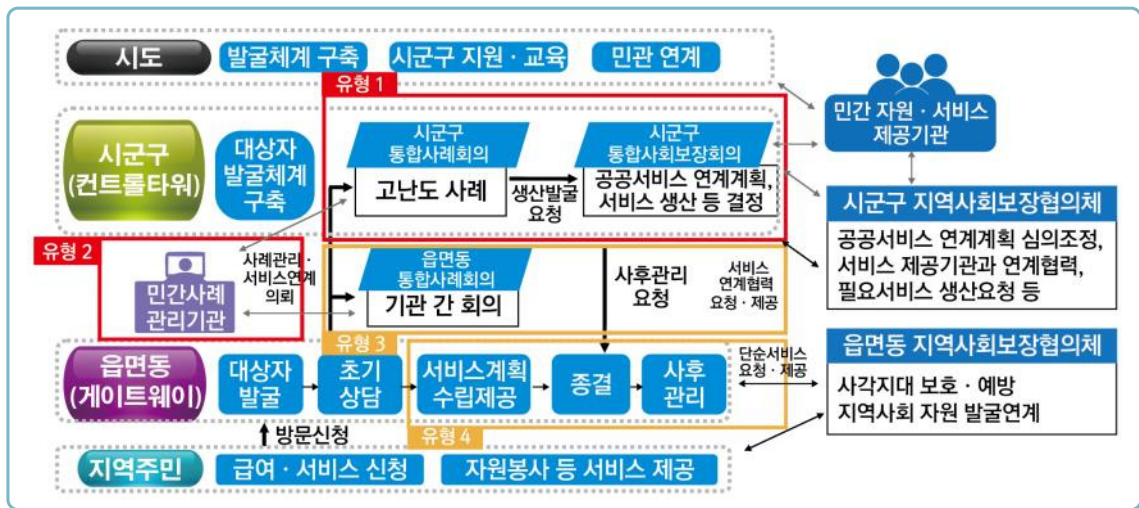 시도
발굴체계 구축
시군구 지원 · 교육
민관 연계
유형 1
민간 자원 · 서비스
제공기관
시군구
(컨트롤타워)
대상자
발굴체계
구축
시군구
통합사례회의
고난도 사례
생산발굴
요청
시군구
통합사회보장회의
공공서비스 연계계획,
서비스 생산 등 결정
시군구 지역사회보장협의체
공공서비스 연계계획 심의조정,
서비스 제공기관과 연계협력,
필요서비스 생산요청 등
유형 2
민간사례
관리기관
사례관리 ·
서비스연계
의뢰
읍면동
통합사례회의
기관 간 회의
사후관리
요청
서비스
연계협력
요청 · 제공
유형 3
읍면동
(게이트웨이)
대상자
발굴
초기
상담
서비스계획
수립제공
종결
사후
관리
단순서비스
요청 · 제공
읍면동 지역사회보장협의체
사각지대 보호 · 예방
지역사회 자원 발굴연계
유형 4
방문신청
지역주민
급여 · 서비스 신청
자원봉사 등 서비스 제공